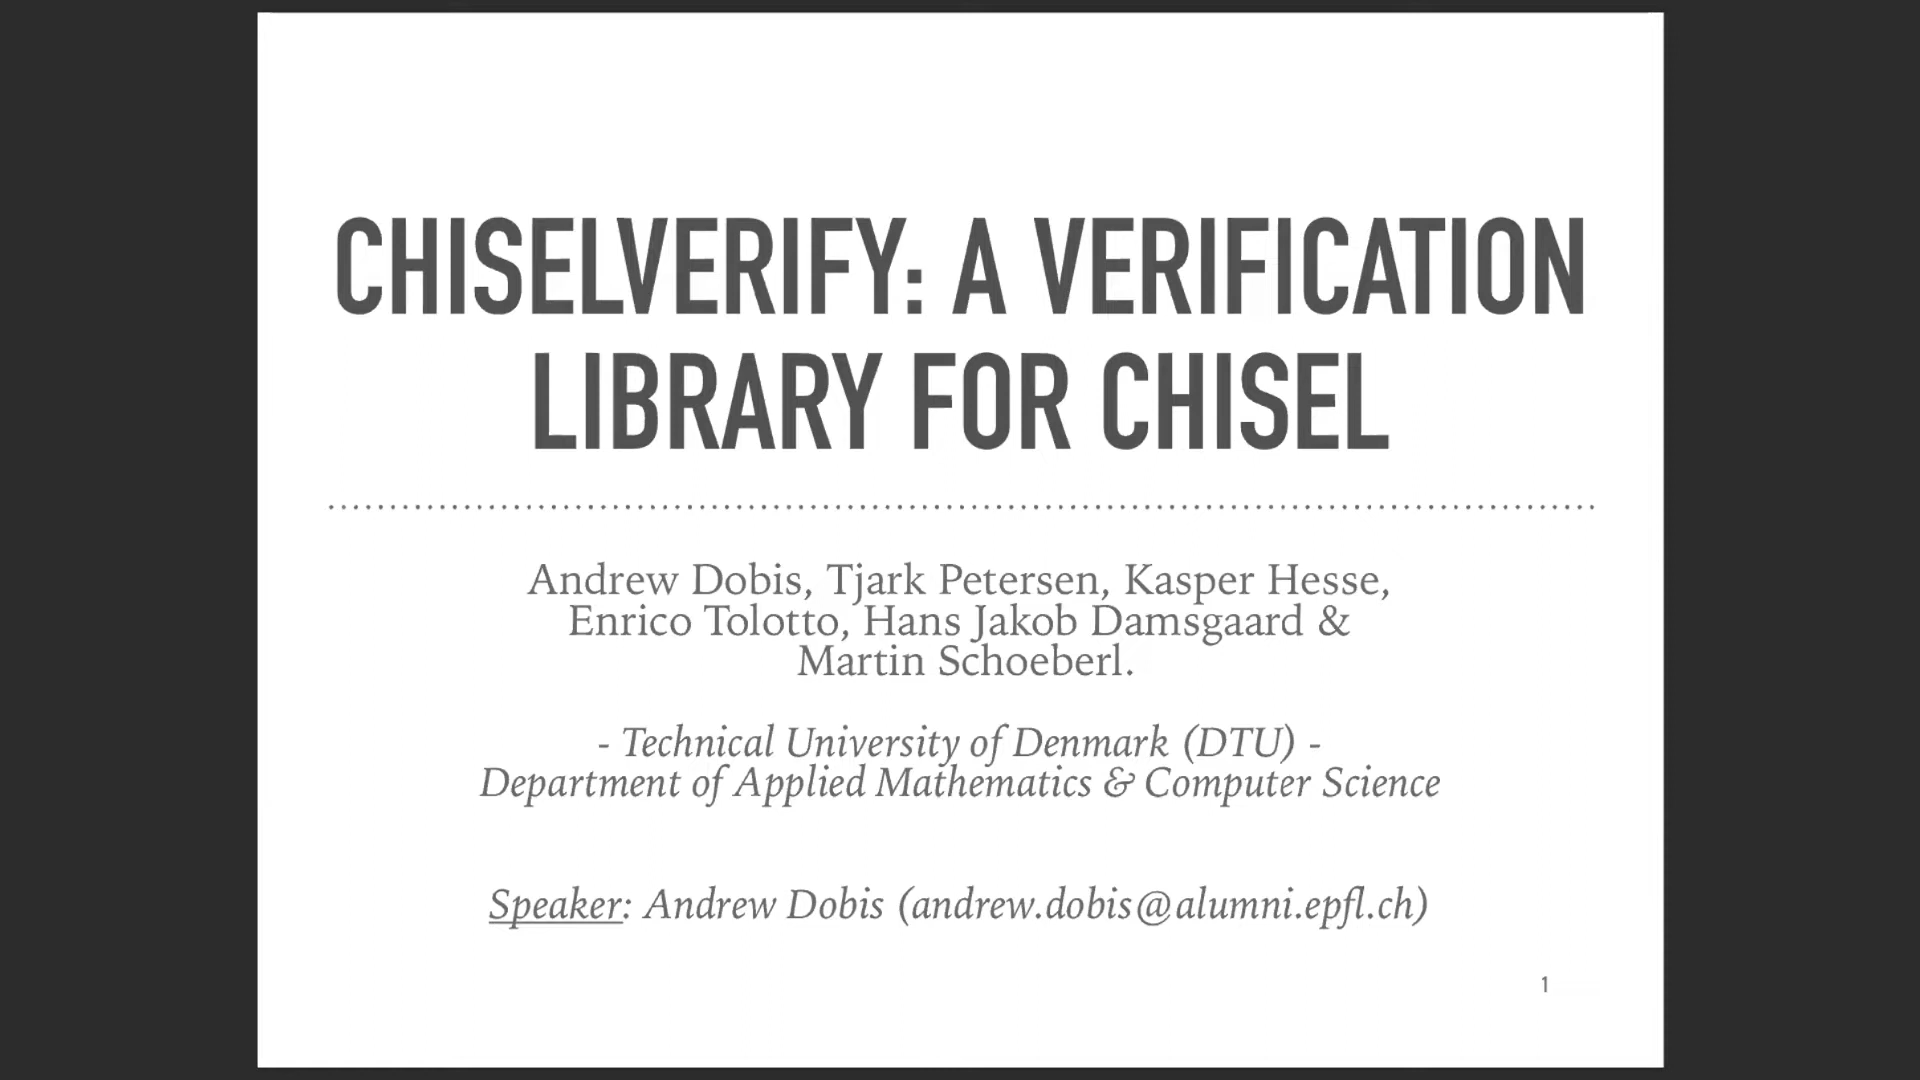 CHISELVERIFY: A VERIFICATION
LIBRARY FOR CHISEL
Andrew Dobis, Tjark Petersen, Kasper Hesse,
Enrico Tolotto, Hans Jakob Damsgaard &
Martin Schoeberl.
- Technical University of Denmark (DTU) -
Department of Applied Mathematics & Computer Science
Speaker: Andrew Dobis (andrew.dobis@alumni.epfl.ch)
1